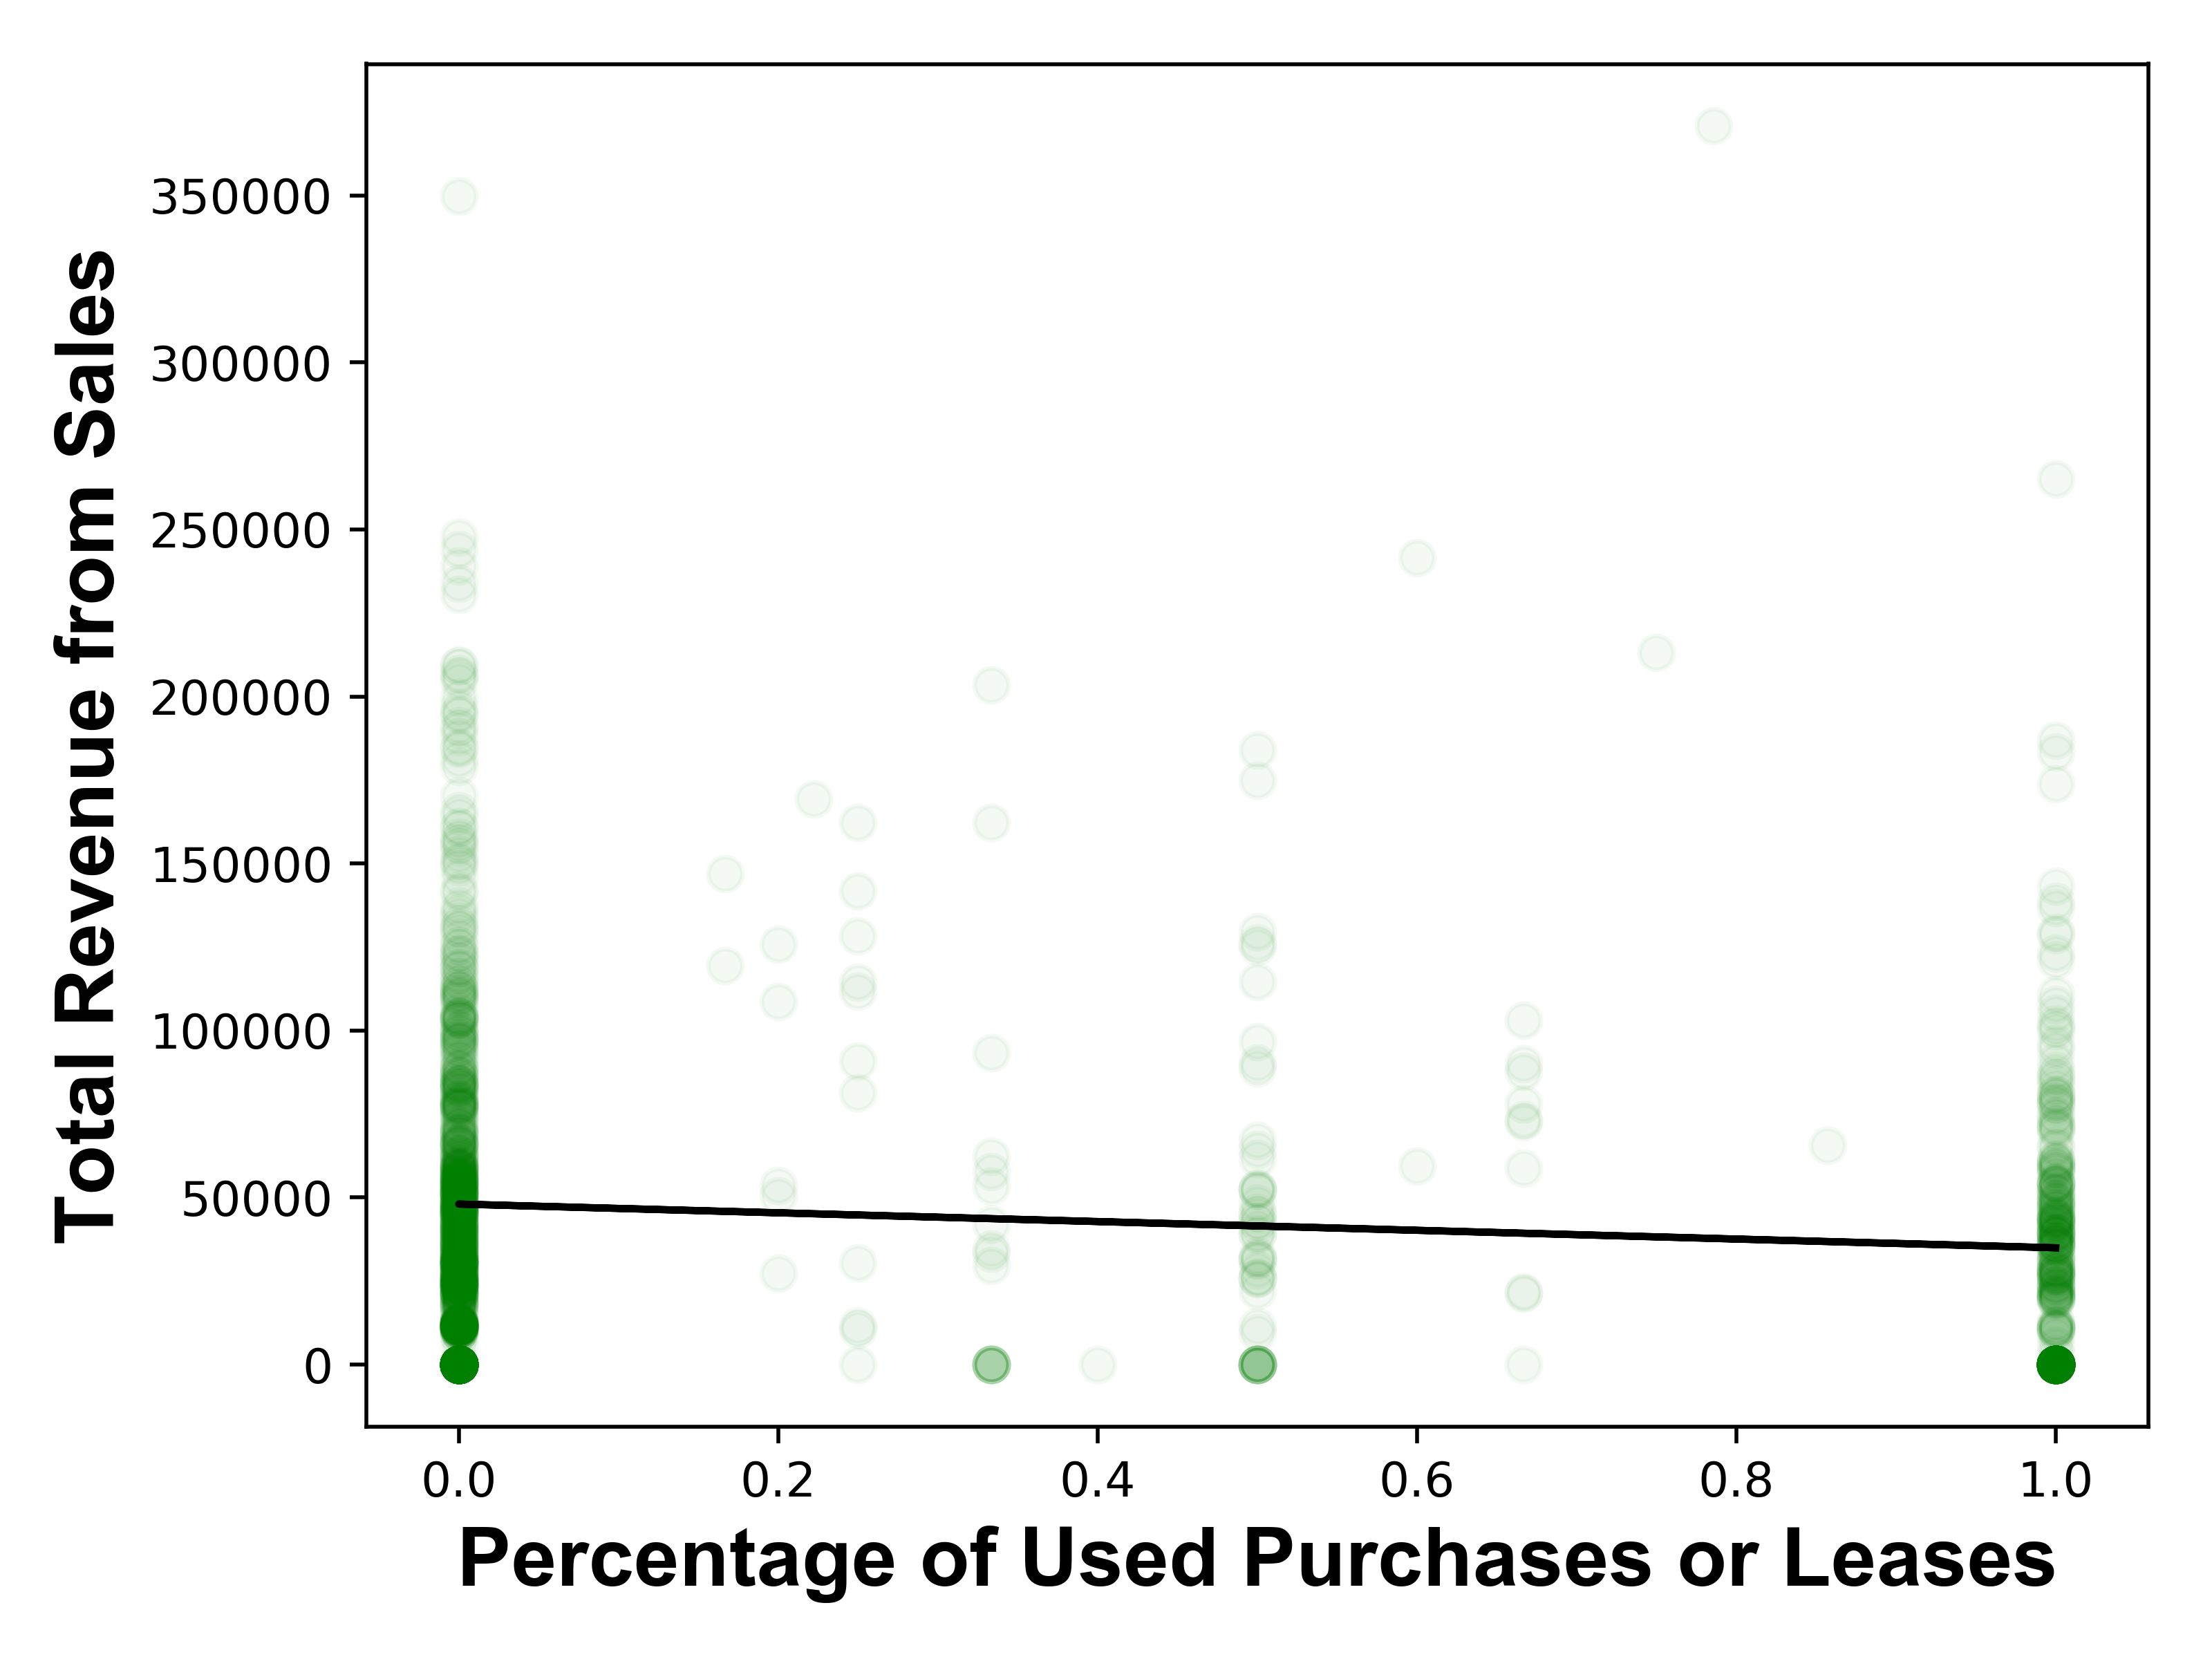 Total Revenue from Sales
350000
300000
250000
200000
150000
100000
50000
0
0.0 0.2 0.4 0.6 0.8 1.0
Percentage of Used Purchases or Leases